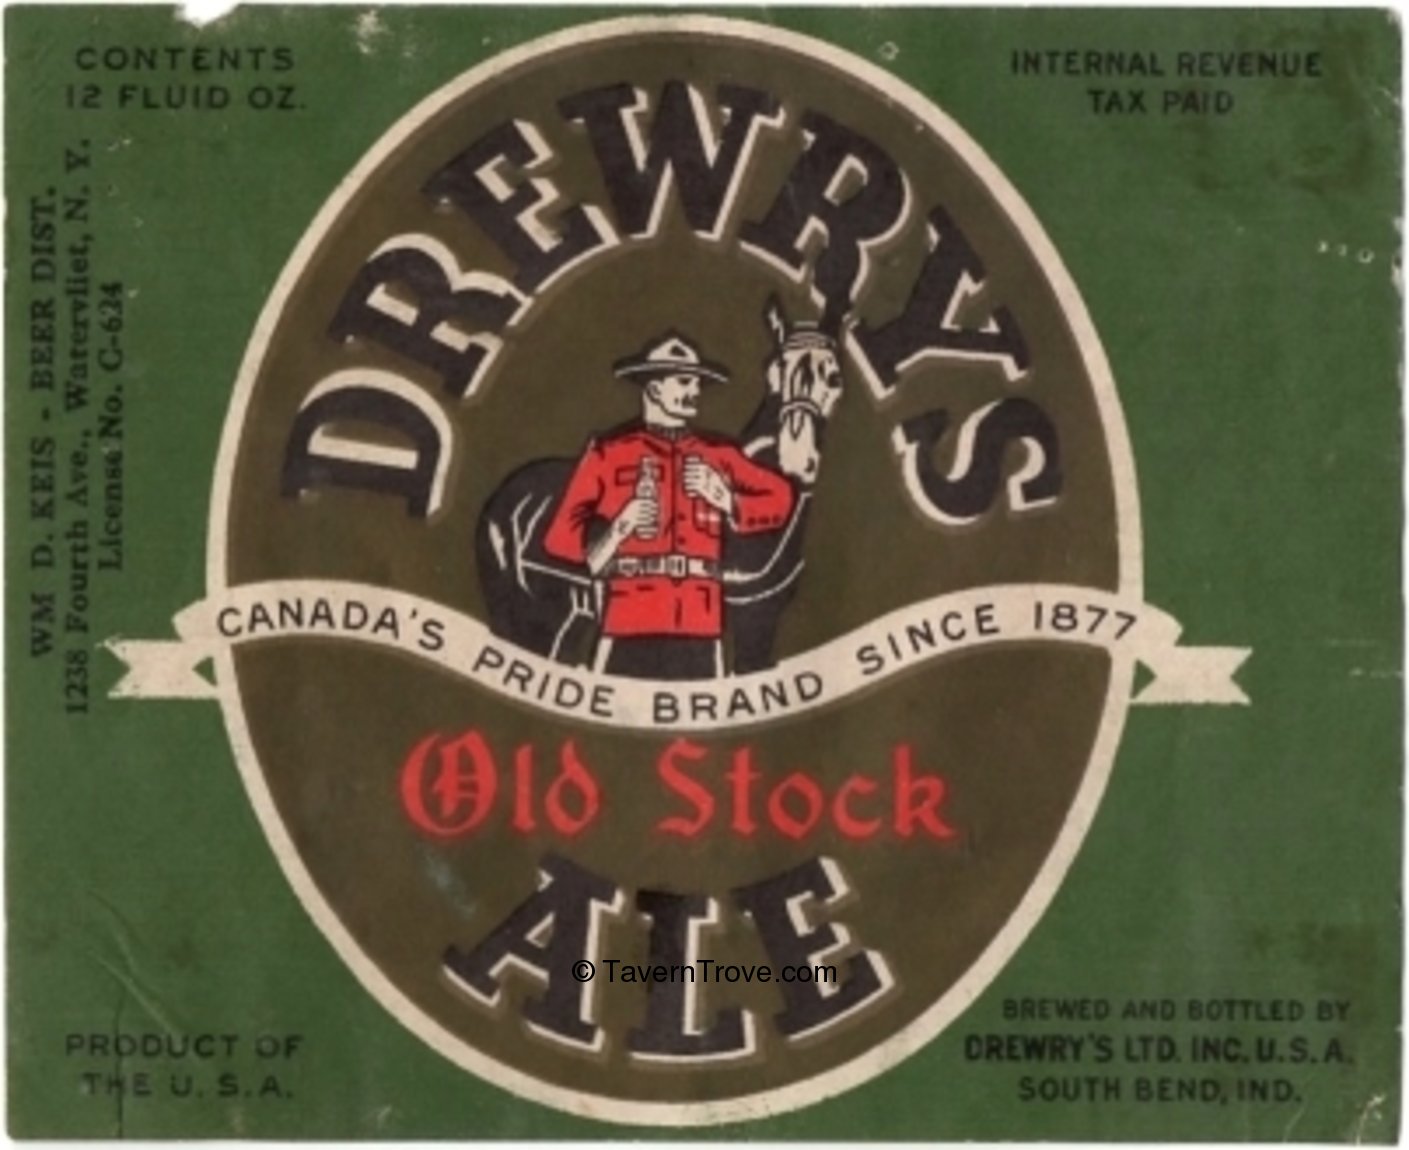 CONTENTS
12 FLUID OZ.
INTERNAL REVENUE
TAX PAID
WM D. KEIS - BEER DIST.
1238 Fourth Ave., Watervliet, N. Y.
License No. C-624
DREWRYS
CANADA'S PRIDE BRAND SINCE 1877
Old Stock
ALE
© TavernTrove.com
PRODUCT OF
THE U. S. A.
BREWED AND BOTTLED BY
DREWRY'S LTD. INC. U. S. A.
SOUTH BEND, IND.